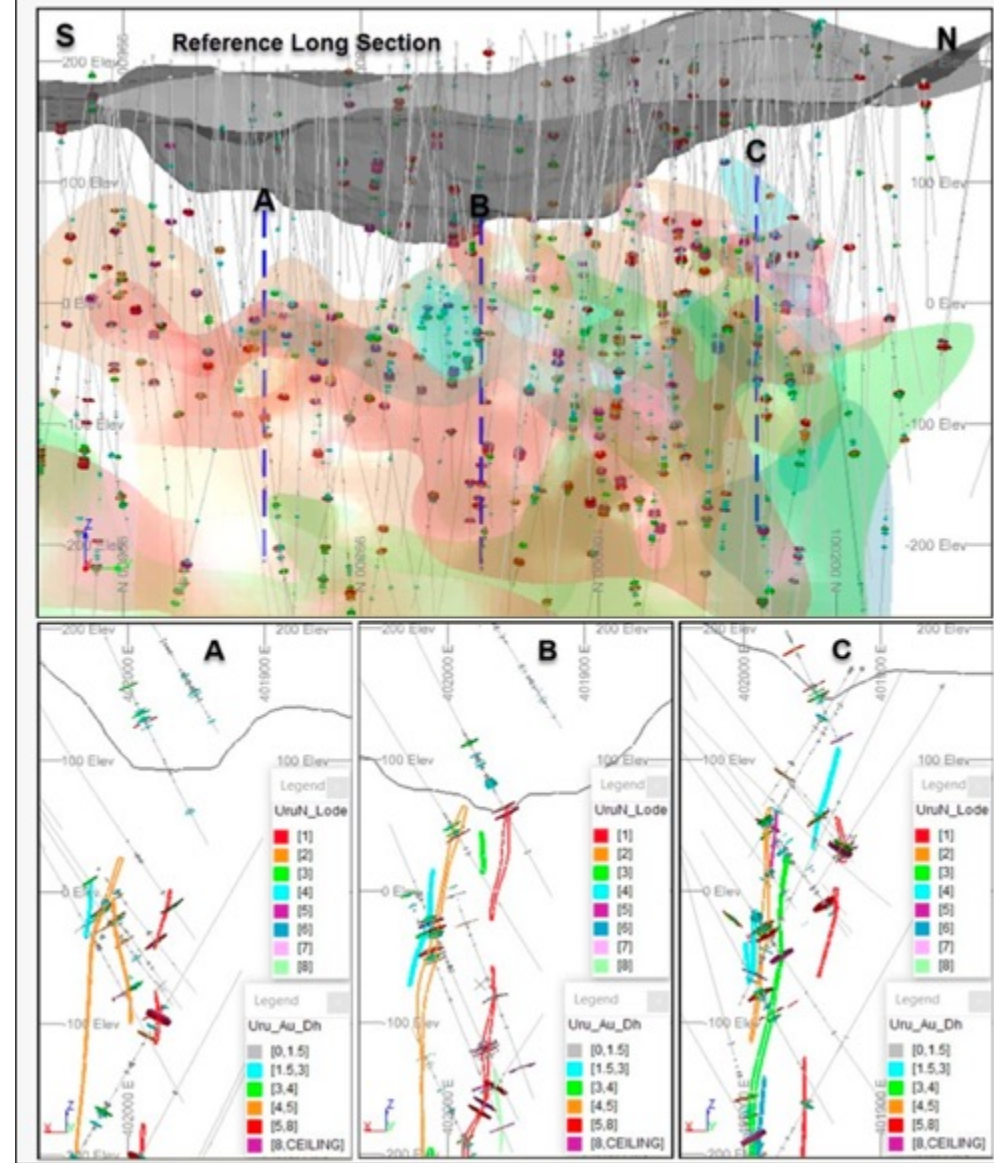 S
Reference Long Section
N
200 Elev
200 Elev
100 Elev
100 Elev
A
B
C
0 Elev
0 Elev
-100 Elev
-100 Elev
-200 Elev
-200 Elev
99800 N
100000 N
100200 N
200 Elev
200 Elev
A
402000 E
401900 E
100 Elev
100 Elev
0 Elev
-100 Elev
402000 E
Legend
UruN_Lode
[1]
[2]
[3]
[4]
[5]
[6]
[7]
[8]
Legend
Uru_Au_Dh
[0,1.5]
[1.5,3]
[3,4]
[4,5]
[5,8]
[8,CEILING]
200 Elev
B
402000 E
401900 E
100 Elev
100 Elev
0 Elev
-100 Elev
402000 E
Legend
UruN_Lode
[1]
[2]
[3]
[4]
[5]
[6]
[7]
[8]
Legend
Uru_Au_Dh
[0,1.5]
[1.5,3]
[3,4]
[4,5]
[5,8]
[8,CEILING]
200 Elev
C
402000 E
401900 E
100 Elev
100 Elev
0 Elev
-100 Elev
402000 E
401900 E
Legend
UruN_Lode
[1]
[2]
[3]
[4]
[5]
[6]
[7]
[8]
Legend
Uru_Au_Dh
[0,1.5]
[1.5,3]
[3,4]
[4,5]
[5,8]
[8,CEILING]